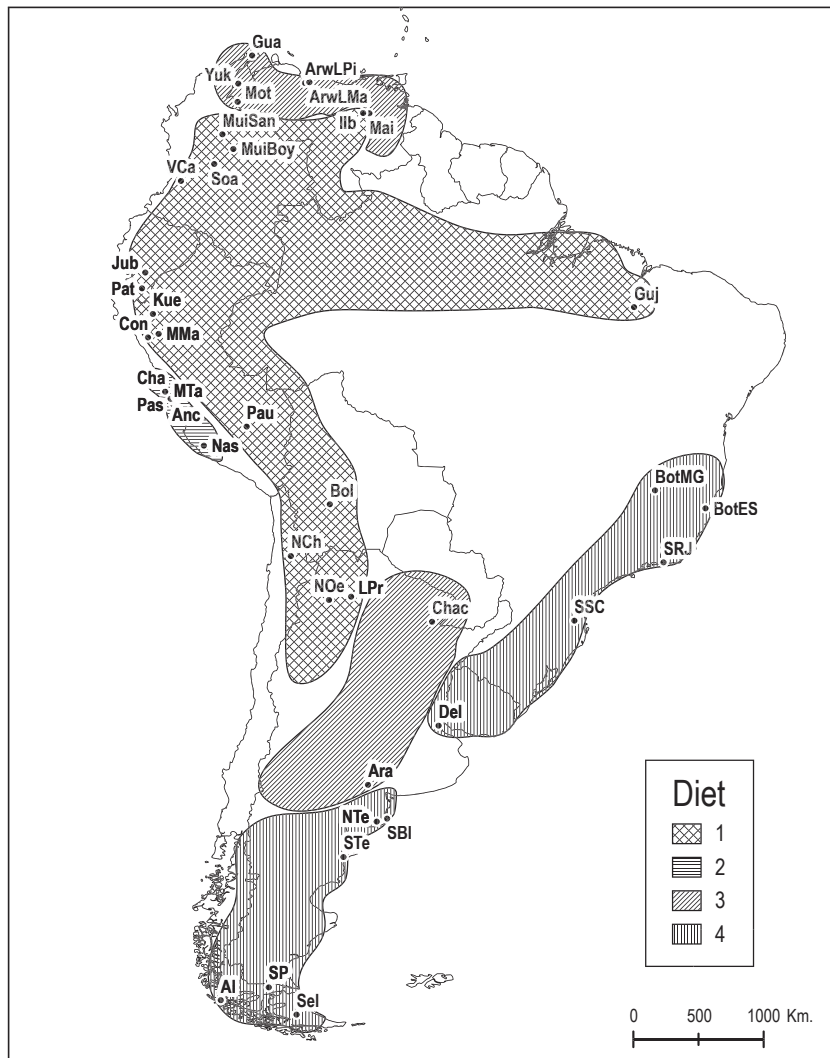 Gua
Yuk
ArwLPi
Mot
ArwLMa
IIb
Mai
MuiSan
MuiBoy
VCa
Soa
Jub
Pat
Guj
Kue
Con
MMa
Cha
MTa
Pas
Anc
Pau
Nas
BotMG
Bol
BotES
NCh
SRJ
NOe
LPr
Chac
SSC
Del
Ara
Diet
1
2
3
4
NTe
SBI
STe
SP
Al
Sel
0 500 1000 Km.